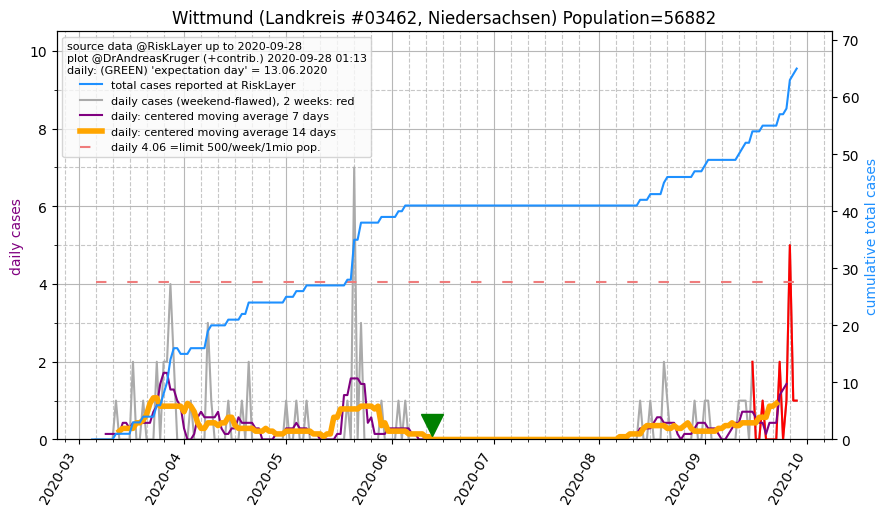 Wittmund (Landkreis #03462, Niedersachsen) Population=56882
source data @RiskLayer up to 2020-09-28
plot @DrAndreasKruger (+contrib.) 2020-09-28 01:13
daily: (GREEN) 'expectation day' = 13.06.2020
total cases reported at RiskLayer
daily cases (weekend-flawed), 2 weeks: red
daily: centered moving average 7 days
daily: centered moving average 14 days
daily 4.06 =limit 500/week/1mio pop.
daily cases
10
8
6
4
2
0
cumulative total cases
70
60
50
40
30
20
10
0
2020-03
2020-04
2020-05
2020-06
2020-07
2020-08
2020-09
2020-10